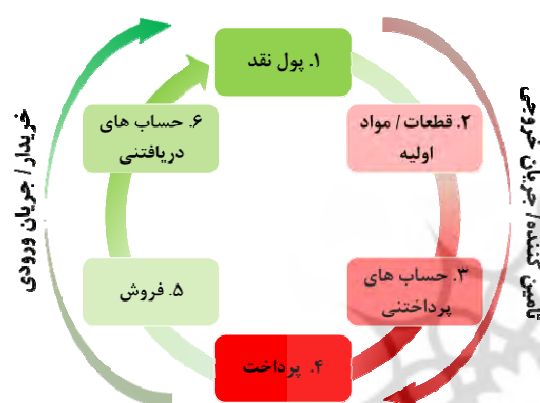 ۱. پول نقد
۲. قطعات / مواد
اولیه
۳. حساب های
پرداختنی
۴. پرداخت
۵. فروش
۶. حساب های
دریافتنی
خریدار / جریان ورودی
تامین کننده / جریان خروجی